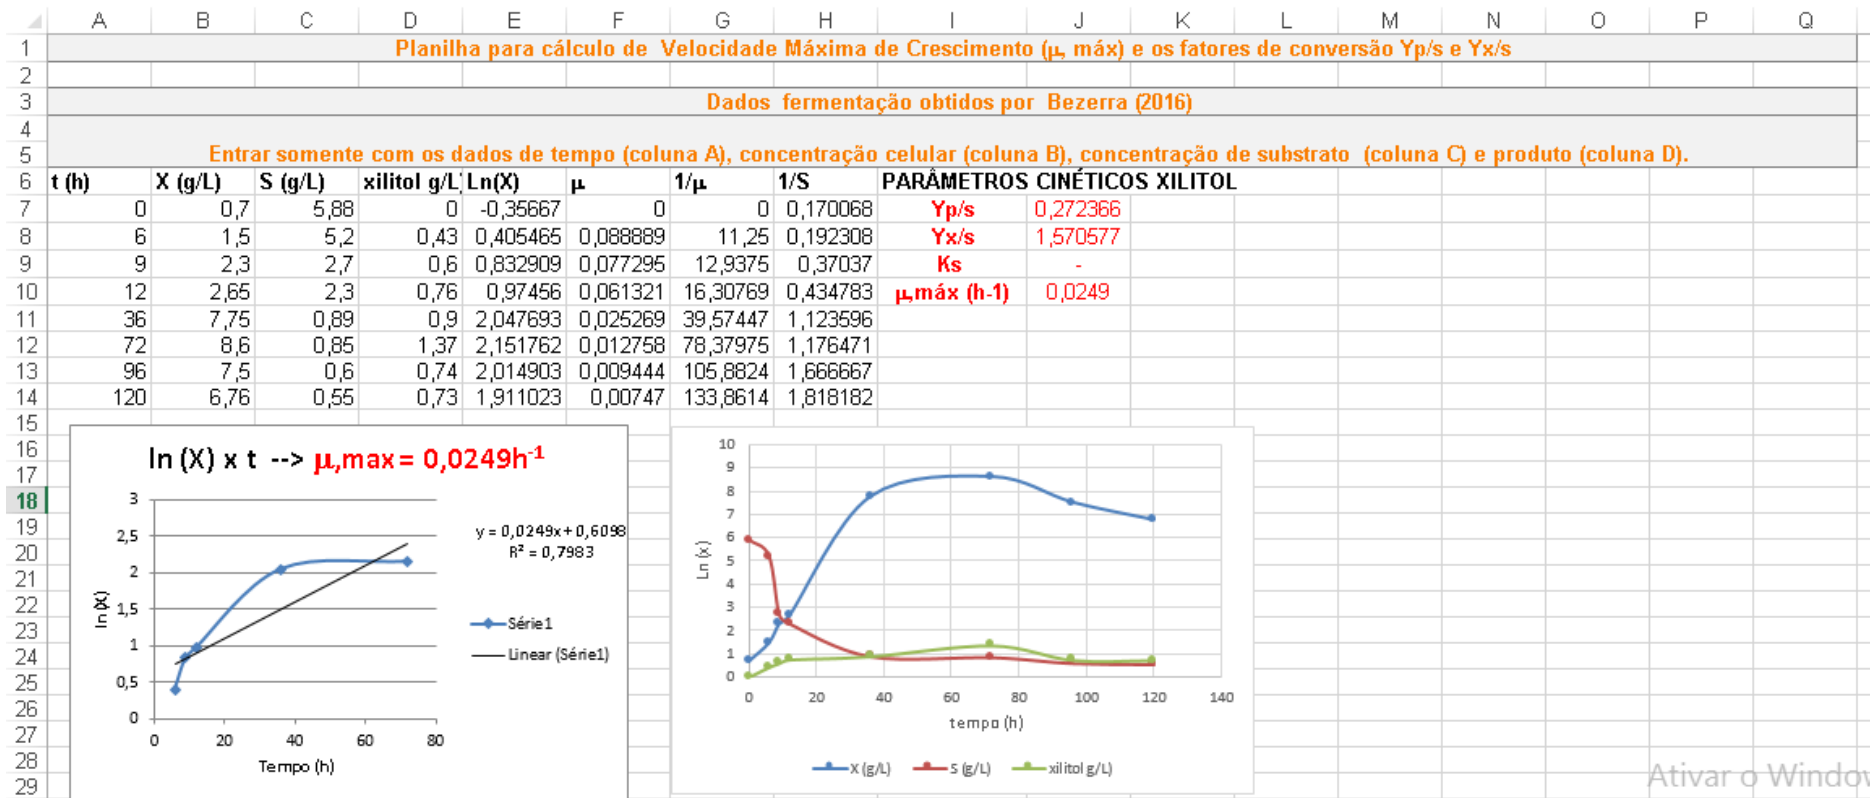 A B C D E F G H I J K L M N O P Q
1 Planilha para cálculo de Velocidade Máxima de Crescimento (μ, máx) e os fatores de conversão Yp/s e Yx/s
2
3 Dados fermentação obtidos por Bezerra (2016)
4
5 Entrar somente com os dados de tempo (coluna A), concentração celular (coluna B), concentração de substrato (coluna C) e produto (coluna D).
6 t (h) X (g/L) S (g/L) xilitol g/L Ln(X) μ 1/μ 1/S PARÂMETROS CINÉTICOS XILITOL
7 0 0,7 5,88 0 -0,35667 0 0 0,170068 Yp/s 0,272366
8 6 1,5 5,2 0,43 0,405465 0,088889 11,25 0,192308 Yx/s 1,570577
9 9 2,3 2,7 0,6 0,832909 0,077295 12,9375 0,37037 Ks -
10 12 2,65 2,3 0,76 0,97456 0,061321 16,30769 0,434783 μ,máx (h-1) 0,0249
11 36 7,75 0,89 0,9 2,047693 0,025269 39,57447 1,123596
12 72 8,6 0,85 1,37 2,151762 0,012758 78,37975 1,176471
13 96 7,5 0,6 0,74 2,014903 0,009444 105,8824 1,666667
14 120 6,76 0,55 0,73 1,911023 0,00747 133,8614 1,818182
15
16
17
18
19
20
21
22
23
24
25
26
27
28
29
ln (X) x t --> μ,max = 0,0249h-1
3
2,5
2
1,5
1
0,5
0
ln (X)
0 20 40 60 80
Tempo (h)
y = 0,0249x + 0,6098
R² = 0,7983
Série1
Linear (Série1)
10
9
8
7
6
5
4
3
2
1
0
Ln (x)
0 20 40 60 80 100 120 140
tempo (h)
X (g/L) S (g/L) xilitol g/L)
Ativar o Window